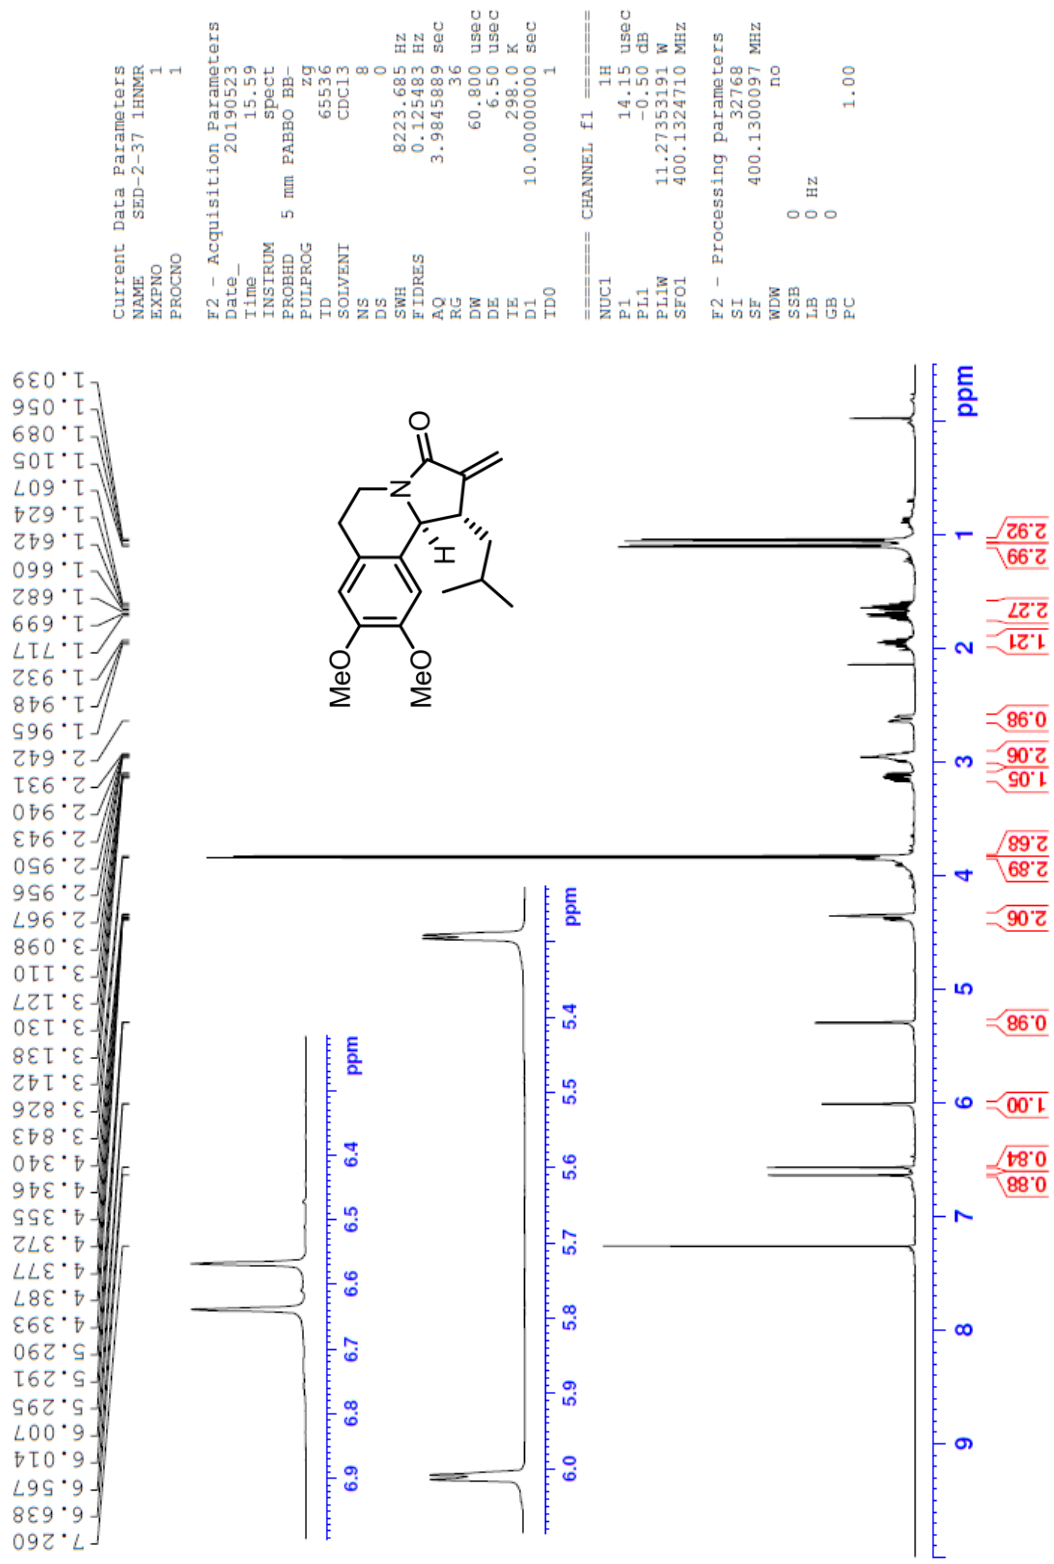 Current Data Parameters
NAME SED-2-37 1HNMR
EXPNO 1
PROCNO 1
F2 - Acquisition Parameters
Date_ 20190523
Time 15.59
INSTRUM spect
PROBHD 5 mm PABBO BB-
PULPROG zg
TD 65536
SOLVENT CDCl3
NS 8
DS 0
SWH 8223.685 Hz
FIDRES 0.125483 Hz
AQ 3.9845889 sec
RG 36
DW 60.800 usec
DE 6.50 usec
TE 298.0 K
D1 10.00000000 sec
TD0 1
======== CHANNEL f1 ========
NUC1 1H
P1 14.15 usec
PL1 -0.50 dB
PL1W 11.27353191 W
SFO1 400.1324710 MHz
F2 - Processing parameters
SI 32768
SF 400.1300097 MHz
WDW no
SSB 0
LB 0 Hz
GB 0
PC 1.00
1.039
1.056
1.089
1.105
1.607
1.624
1.642
1.660
1.682
1.699
1.717
1.932
1.948
1.965
2.642
2.931
2.940
2.943
2.950
2.956
2.967
3.098
3.110
3.127
3.130
3.138
3.142
3.826
3.843
4.340
4.346
4.355
4.372
4.377
4.387
4.393
5.290
5.291
5.295
6.007
6.014
6.567
6.638
7.260
MeO
MeO
N
O
H
6.9 6.8 6.7 6.6 6.5 6.4 ppm
6.0 5.9 5.8 5.7 5.6 5.5 5.4 ppm
9 8 7 6 5 4 3 2 1 ppm
0.88
0.84
1.00
0.98
2.06
2.89
2.68
1.05
2.06
0.98
1.21
2.27
2.99
2.92